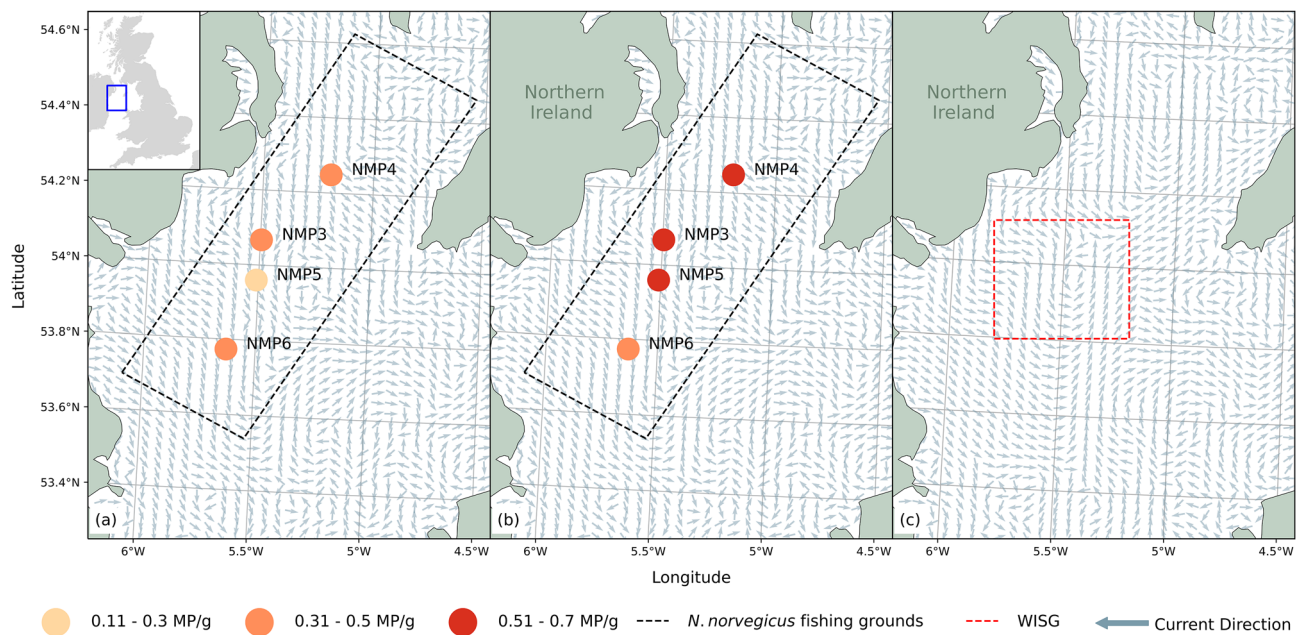 54.6°N
54.4°N
54.2°N
54°N
53.8°N
53.6°N
53.4°N
Latitude
NMP4
NMP3
NMP5
NMP6
(a)
6°W
5.5°W
5°W
4.5°W
Northern
Ireland
NMP4
NMP3
NMP5
NMP6
(b)
6°W
5.5°W
5°W
4.5°W
Northern
Ireland
(c)
6°W
5.5°W
5°W
4.5°W
Longitude
0.11 - 0.3 MP/g
0.31 - 0.5 MP/g
0.51 - 0.7 MP/g
N. norvegicus fishing grounds
WISG
Current Direction